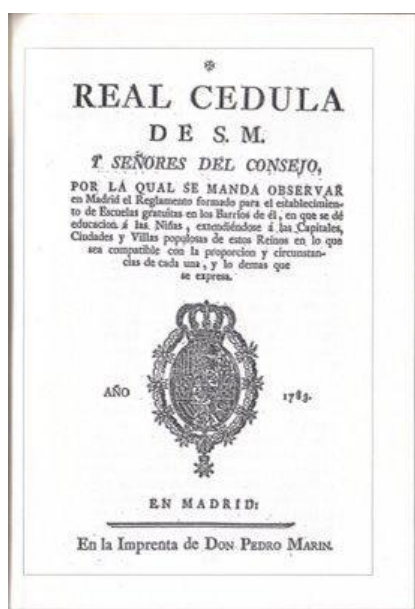 REAL CEDULA
DE S. M.
Y SEÑORES DEL CONSEJO,
POR LA QUAL SE MANDA OBSERVAR
en Madrid el Reglamento formado para el establecimien-
to de Escuelas gratuitas en los Barrios de él, en que se dé
educacion á las Niñas, extendiéndose á las Capitales,
Ciudades y Villas populosas de estos Reinos en lo que
sea compatible con la proporcion y circunstan-
cias de cada una, y lo demas que
se expresa.
AÑO 1783.
EN MADRID:
En la Imprenta de DON PEDRO MARIN.